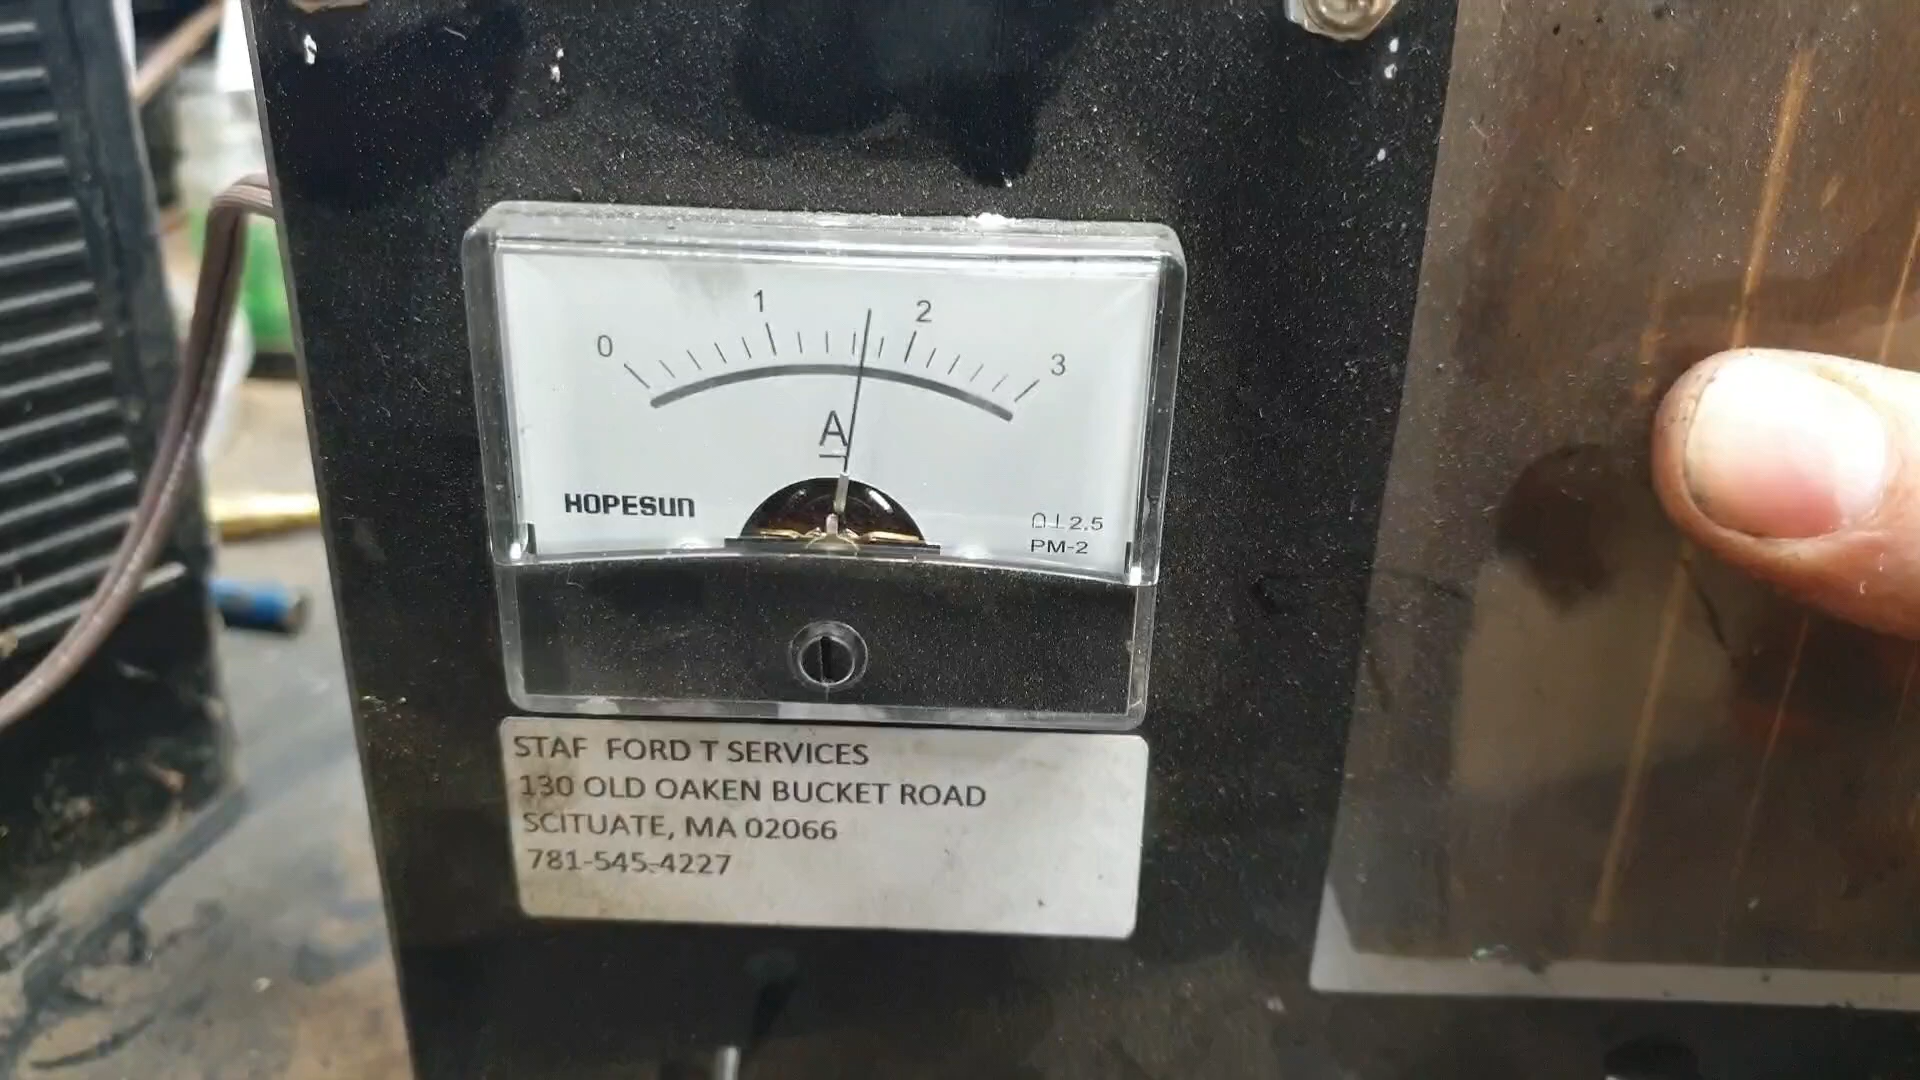 0 1 2 3
A
HOPESUN
2.5
PM-2
STAF FORD T SERVICES
130 OLD OAKEN BUCKET ROAD
SCITUATE, MA 02066
781-545-4227